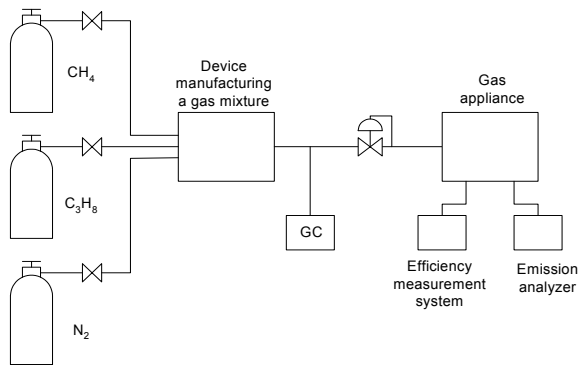 CH4
Device
manufacturing
a gas mixture
Gas
appliance
C3H8
GC
Efficiency
measurement
system
Emission
analyzer
N2